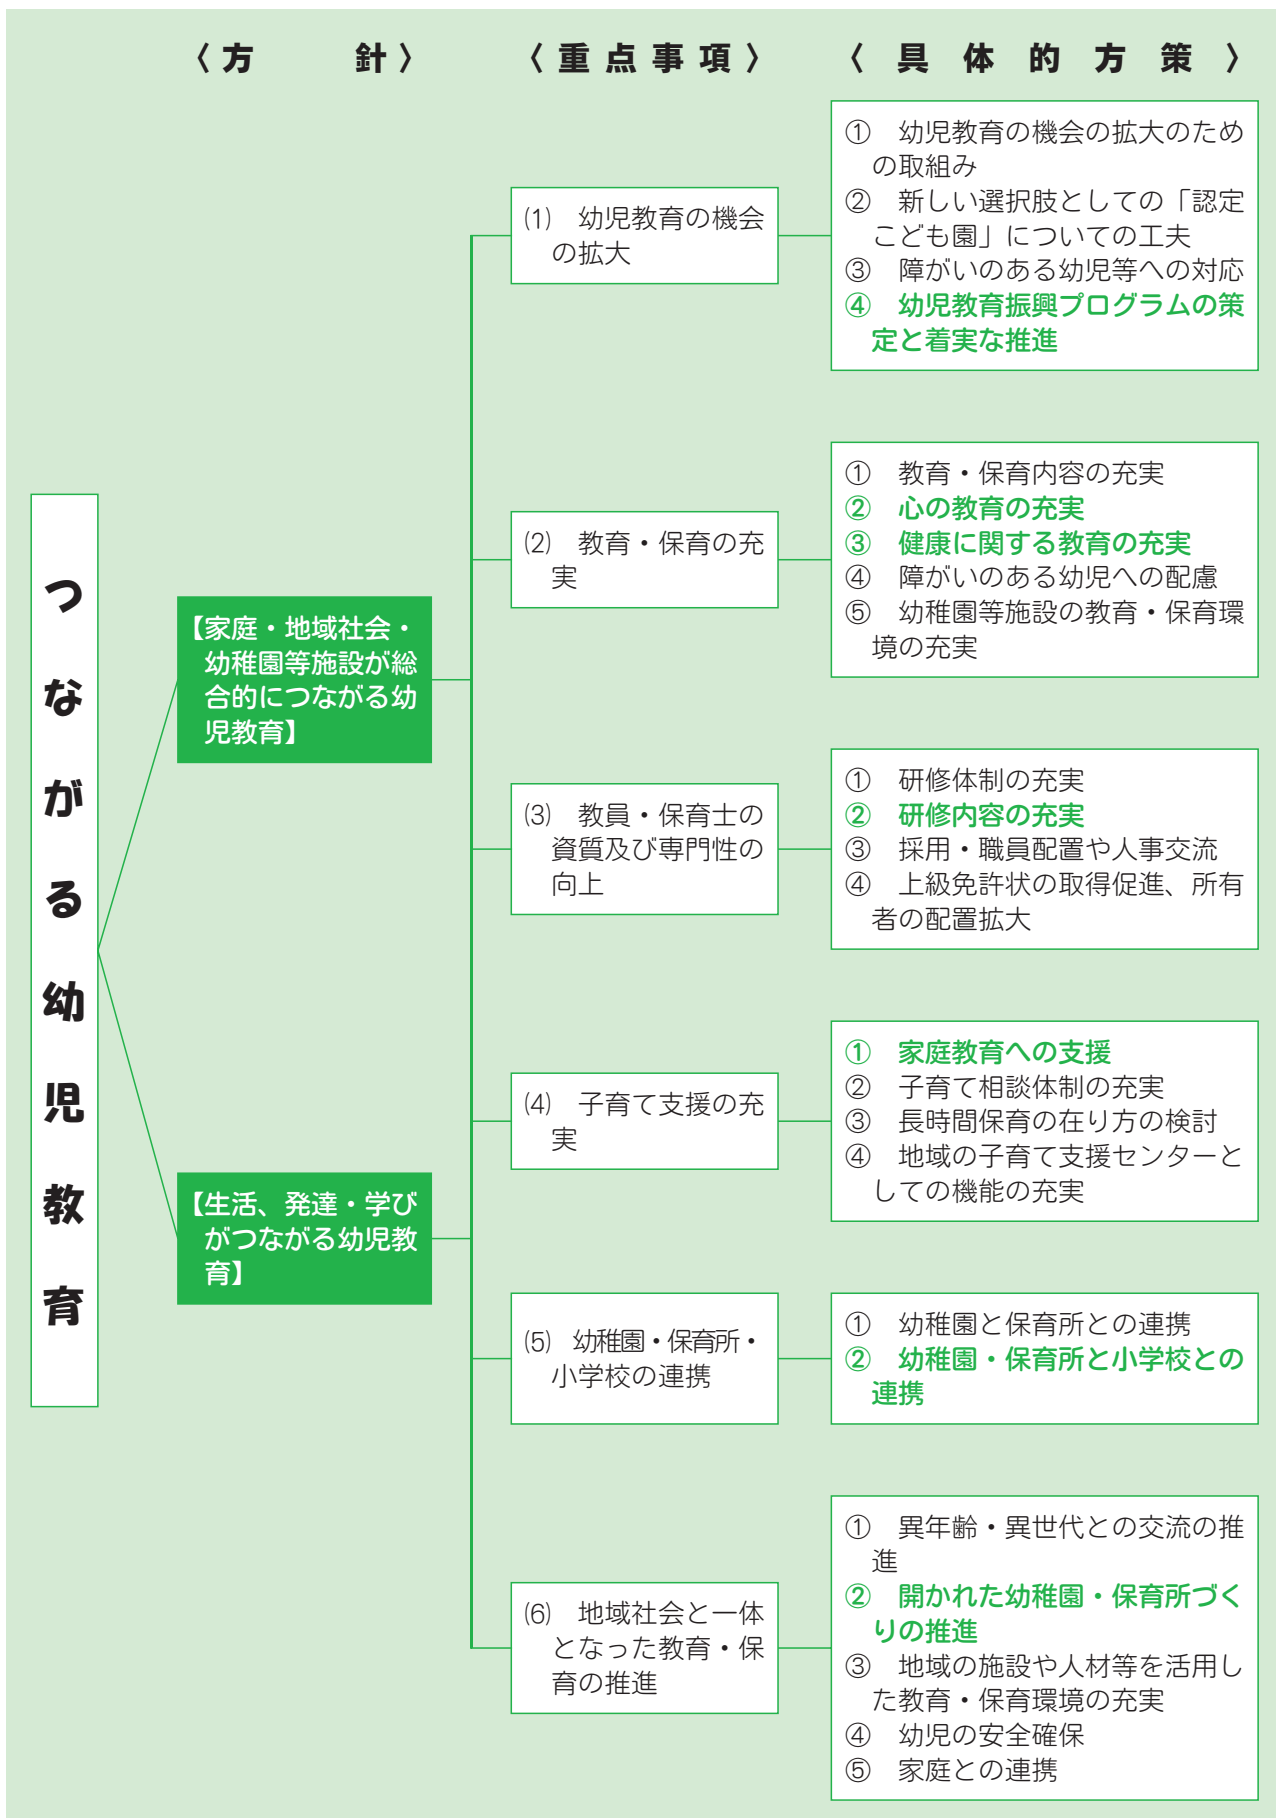 〈方　　針〉　〈重点事項〉　〈具体的方策〉
つながる幼児教育
【家庭・地域社会・
幼稚園等施設が総
合的につながる幼
児教育】
【生活、発達・学び
がつながる幼児教
育】
⑴　幼児教育の機会
の拡大
①　幼児教育の機会の拡大のため
の取組み
②　新しい選択肢としての「認定
こども園」についての工夫
③　障がいのある幼児等への対応
④　幼児教育振興プログラムの策
定と着実な推進
⑵　教育・保育の充
実
①　教育・保育内容の充実
②　心の教育の充実
③　健康に関する教育の充実
④　障がいのある幼児への配慮
⑤　幼稚園等施設の教育・保育環
境の充実
⑶　教員・保育士の
資質及び専門性の
向上
①　研修体制の充実
②　研修内容の充実
③　採用・職員配置や人事交流
④　上級免許状の取得促進、所有
者の配置拡大
⑷　子育て支援の充
実
①　家庭教育への支援
②　子育て相談体制の充実
③　長時間保育の在り方の検討
④　地域の子育て支援センターと
しての機能の充実
⑸　幼稚園・保育所・
小学校の連携
①　幼稚園と保育所との連携
②　幼稚園・保育所と小学校との
連携
⑹　地域社会と一体
となった教育・保
育の推進
①　異年齢・異世代との交流の推
進
②　開かれた幼稚園・保育所づく
りの推進
③　地域の施設や人材等を活用し
た教育・保育環境の充実
④　幼児の安全確保
⑤　家庭との連携